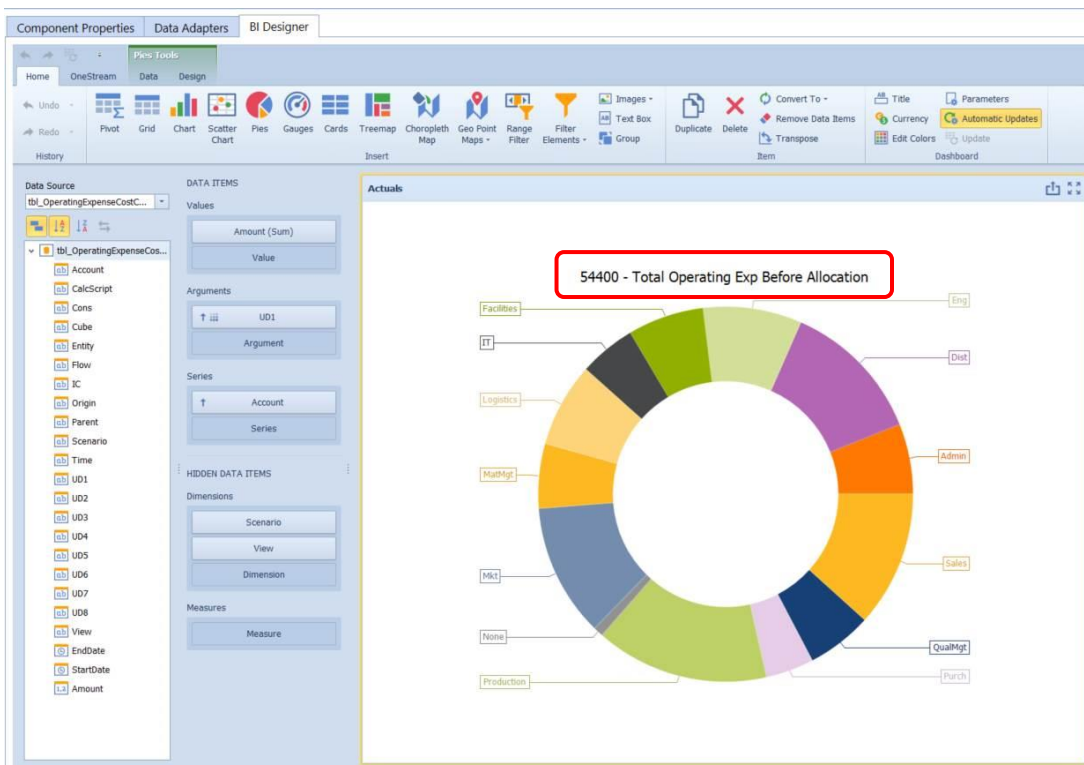 Component Properties
Data Adapters
BI Designer
Pies Tools
Home
OneStream
Data
Design
Undo
Redo
History
Pivot
Grid
Chart
Scatter
Chart
Pies
Gauges
Cards
Treemap
Choropleth
Map
Geo Point
Maps
Range
Filter
Filter
Elements
Images
Text Box
Group
Insert
Duplicate
Delete
Convert To
Remove Data Items
Transpose
Item
Title
Currency
Edit Colors
Parameters
Automatic Updates
Update
Dashboard
Data Source
tbl_OperatingExpenseCostC...
tbl_OperatingExpenseCos...
Account
CalcScript
Cons
Cube
Entity
Flow
IC
Origin
Parent
Scenario
Time
UD1
UD2
UD3
UD4
UD5
UD6
UD7
UD8
View
EndDate
StartDate
Amount
DATA ITEMS
Values
Amount (Sum)
Value
Arguments
UD1
Argument
Series
Account
Series
HIDDEN DATA ITEMS
Dimensions
Scenario
View
Dimension
Measures
Measure
Actuals
54400 - Total Operating Exp Before Allocation
Facilities
Eng
IT
Dist
Logistics
Admin
MatMgt
Mkt
Sales
None
QualMgt
Production
Purch